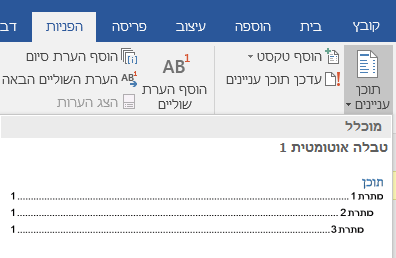 קובץ בית הוספה עיצוב פריסה הפניות דב
תוכן עניינים
הוסף טקסט
עדכן תוכן עניינים
AB1
הוסף הערת שוליים
הוסף הערת סיום
הערת השוליים הבאה
הצג הערות
מוכלל
טבלה אוטומטית 1
תוכן
כותרת 1 1
כותרת 2 1
כותרת 3 1